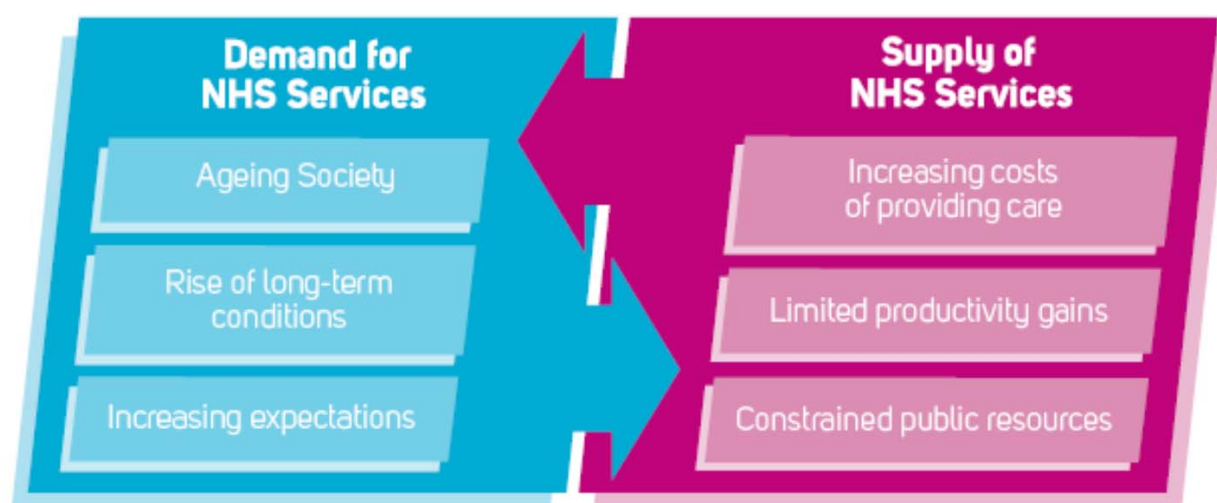 Demand for
NHS Services
Ageing Society
Rise of long-term
conditions
Increasing expectations
Supply of
NHS Services
Increasing costs
of providing care
Limited productivity gains
Constrained public resources